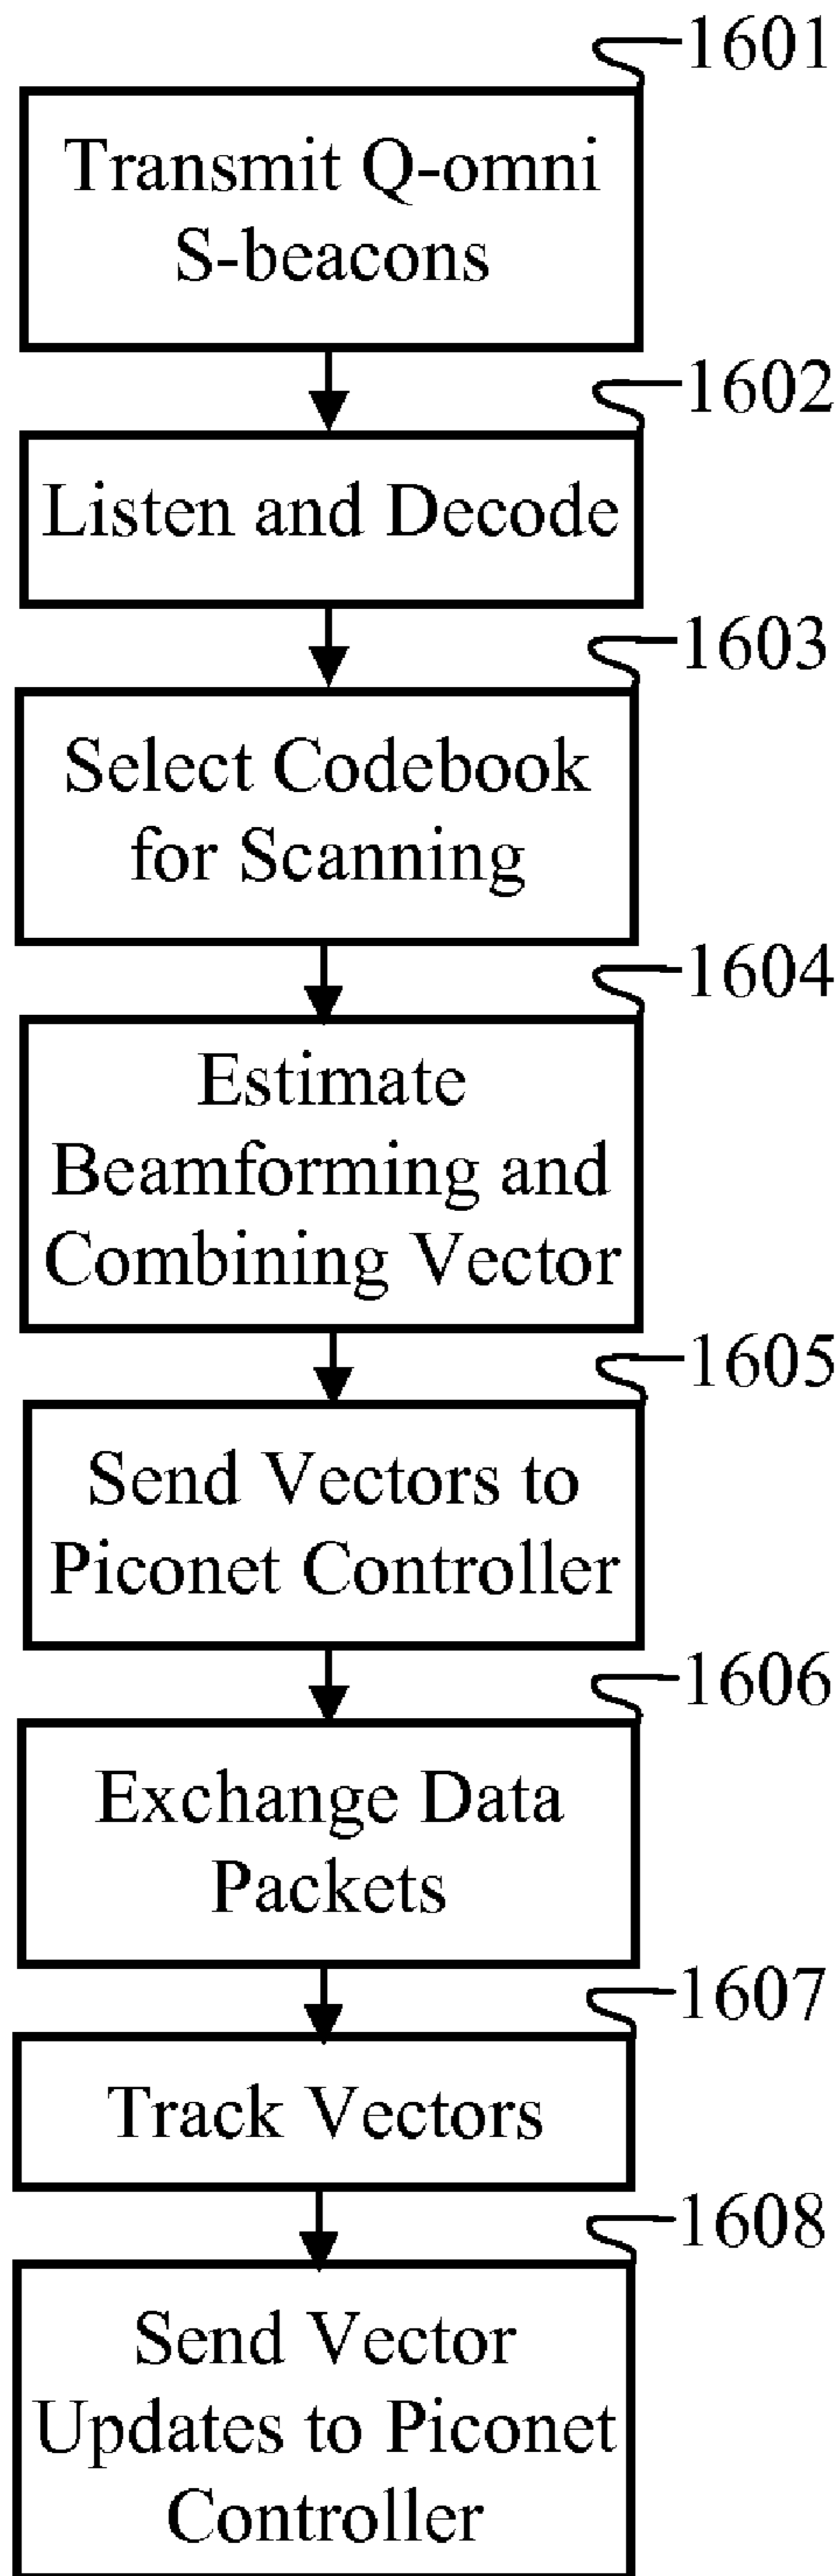 1601
Transmit Q-omni
S-beacons
1602
Listen and Decode
1603
Select Codebook
for Scanning
1604
Estimate
Beamforming and
Combining Vector
1605
Send Vectors to
Piconet Controller
1606
Exchange Data
Packets
1607
Track Vectors
1608
Send Vector
Updates to Piconet
Controller